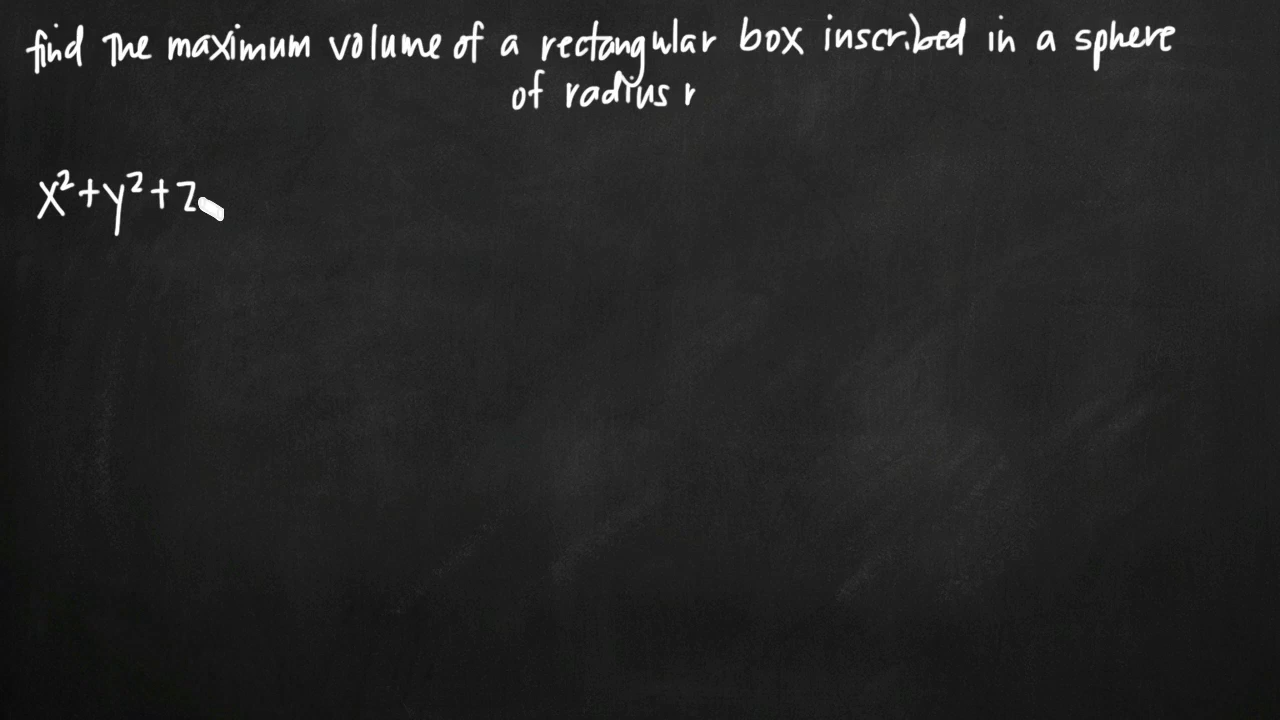 find the maximum volume of a rectangular box inscribed in a sphere
of radius r
x²+y²+z